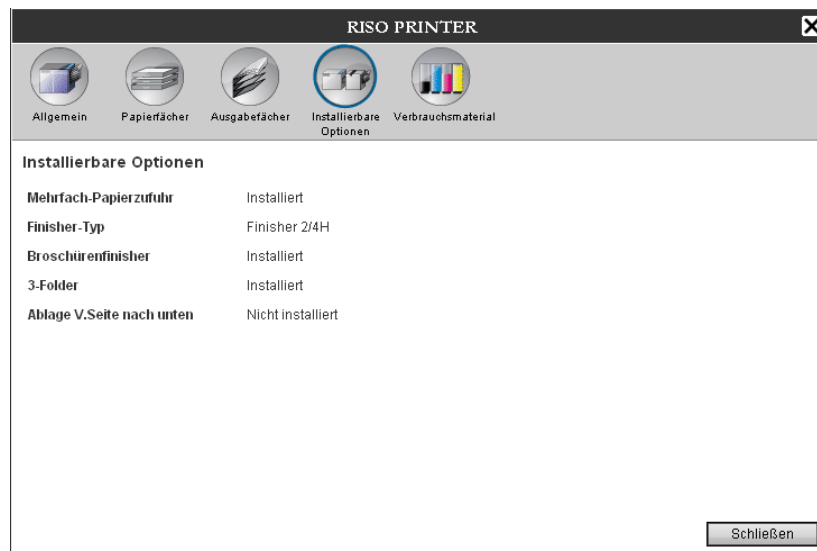 RISO PRINTER
Allgemein
Papierfächer
Ausgabefächer
Installierbare
Optionen
Verbrauchsmaterial
Installierbare Optionen
Mehrfach-Papierzufuhr Installiert
Finisher-Typ Finisher 2/4H
Broschürenfinisher Installiert
3-Folder Installiert
Ablage V.Seite nach unten Nicht installiert
Schließen